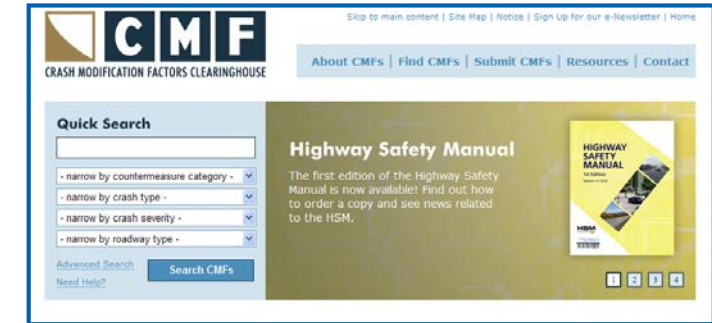 Skip to main content | Site Map | Notice | Sign Up for our e-Newsletter | Home
CMF
CRASH MODIFICATION FACTORS CLEARINGHOUSE
About CMFs | Find CMFs | Submit CMFs | Resources | Contact
Quick Search
- narrow by countermeasure category -
- narrow by crash type -
- narrow by crash severity -
- narrow by roadway type -
Advanced Search
Need Help?
Search CMFs
Highway Safety Manual
The first edition of the Highway Safety
Manual is now available! Find out how
to order a copy and see news related
to the HSM.
HIGHWAY
SAFETY
MANUAL
1st Edition
HSM
1 2 3 4